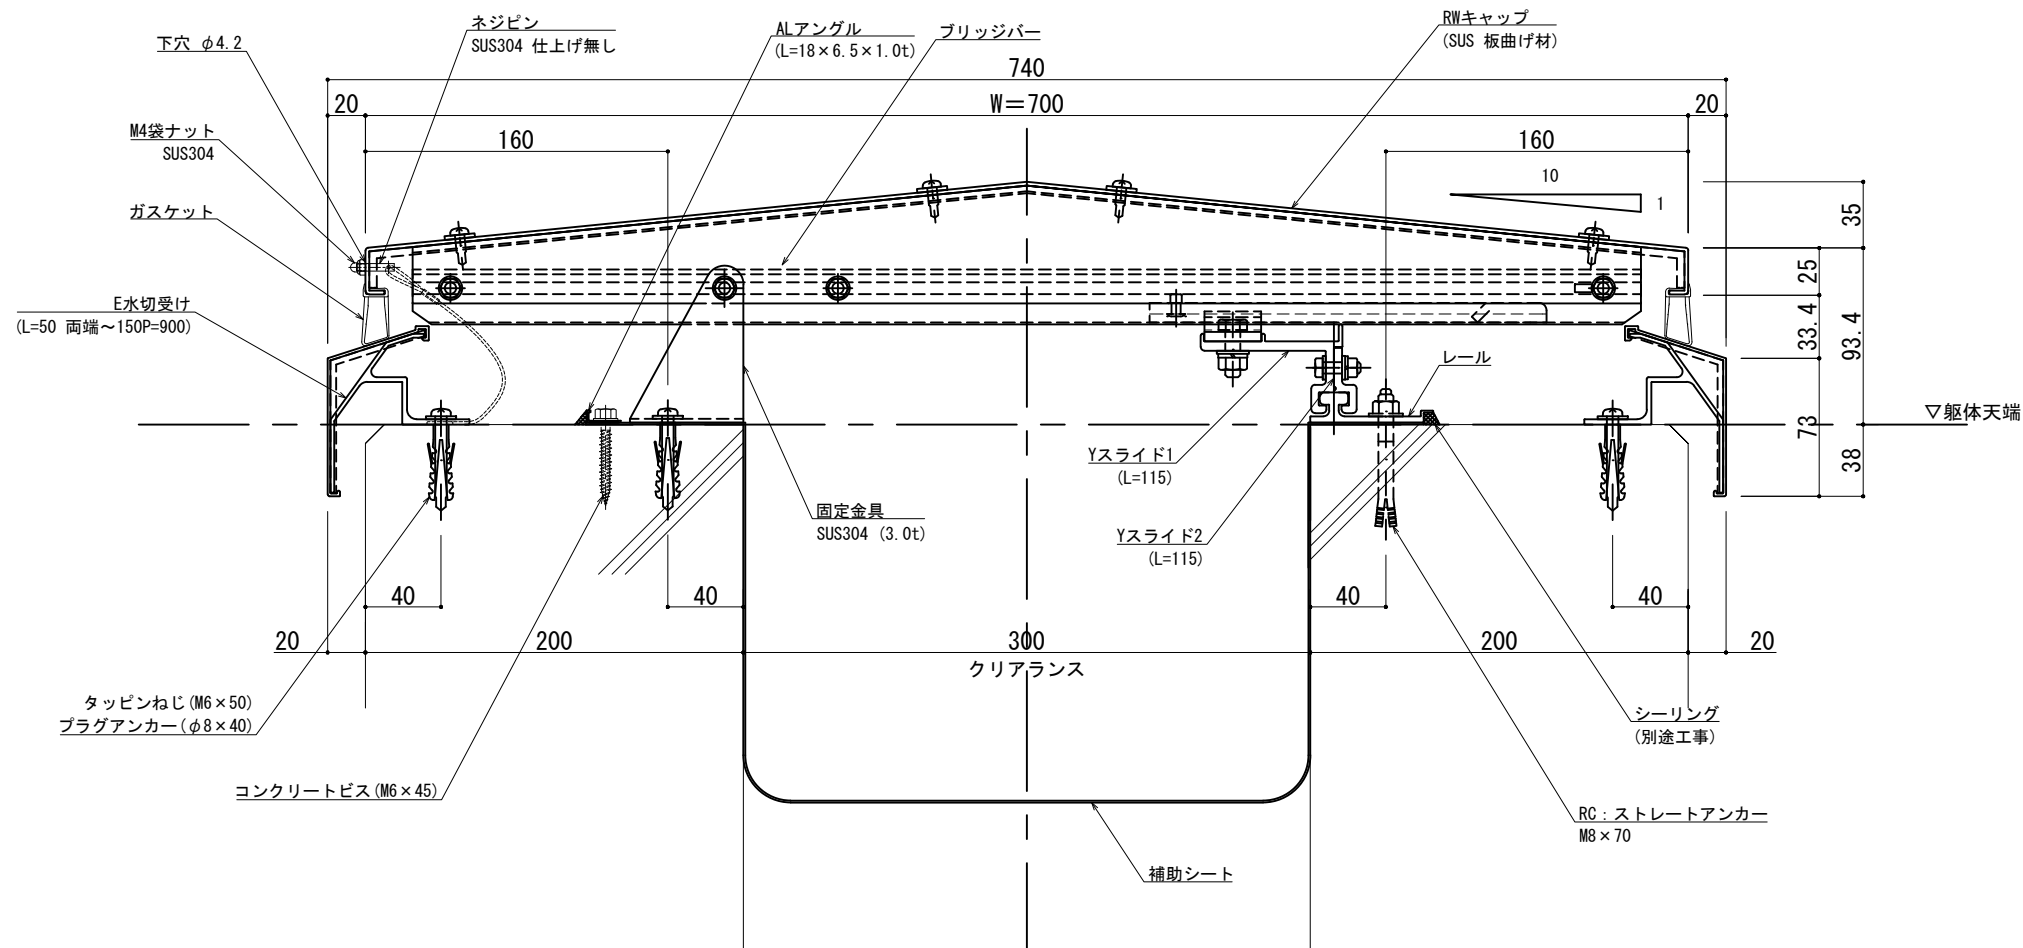 ネジピン
SUS304 仕上げ無し
ALアングル
(L=18×6.5×1.0t)
ブリッジバー
RWキャップ
(SUS 板曲げ材)
下穴 φ4.2
740
20
W=700
20
M4袋ナット
SUS304
160
160
10
1
ガスケット
35
25
E水切受け
(L=50 両端~150P=900)
33.4
93.4
レール
▽躯体天端
73
38
Yスライド1
(L=115)
固定金具
SUS304 (3.0t)
Yスライド2
(L=115)
40
40
40
40
20
200
300
200
20
クリアランス
タッピンねじ(M6×50)
プラグアンカー(φ8×40)
シーリング
(別途工事)
コンクリートビス(M6×45)
RC:ストレートアンカー
M8×70
補助シート